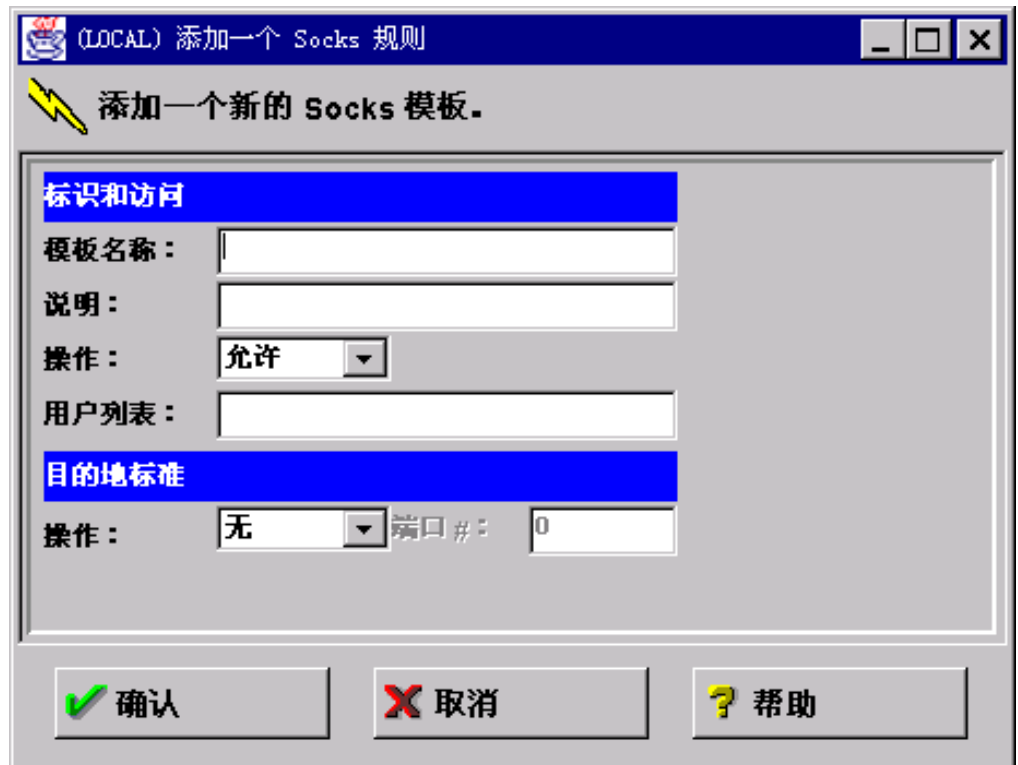 (LOCAL) 添加一个 Socks 规则
添加一个新的 Socks 模板.
标识和访问
模板名称：
说明：
操作： 允许
用户列表：
目的地标准
操作： 无 端口 #： 0
确认 取消 帮助